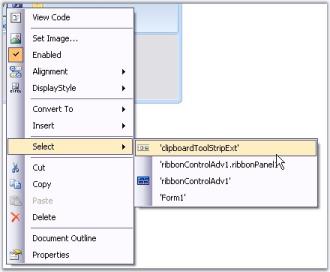 View Code
Set Image...
Enabled
Alignment
DisplayStyle
Convert To
Insert
Select
Cut
Copy
Paste
Delete
Document Outline
Properties
'clipboardToolStripExt'
'ribbonControlAdv1.ribbonPanel1'
'ribbonControlAdv1'
'Form1'